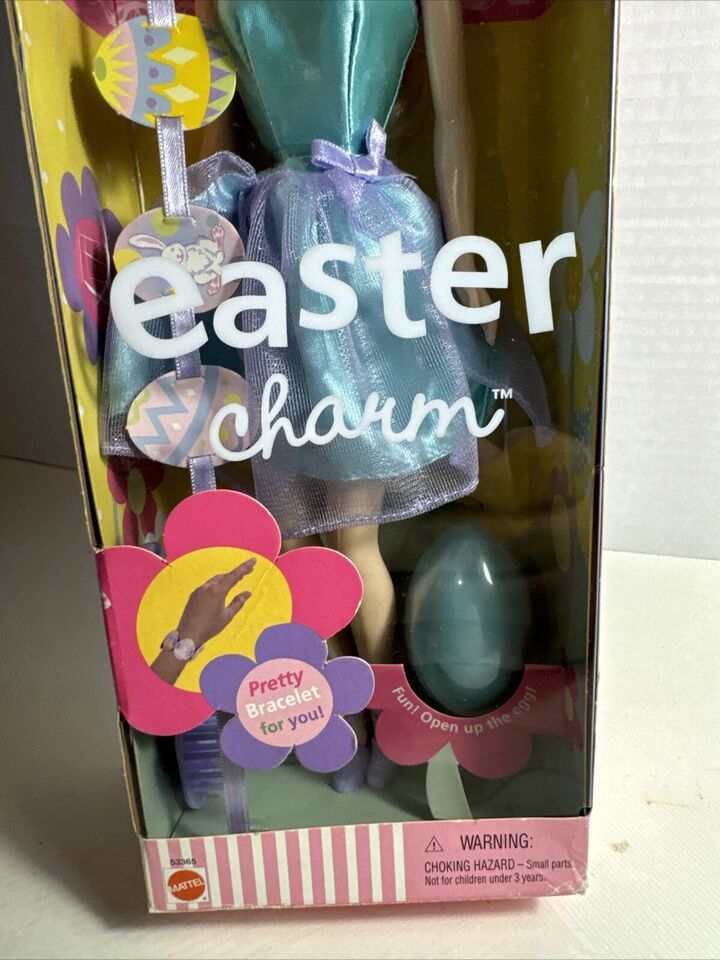 easter
charm™
Pretty
Bracelet
for you!
Fun! Open up the egg!
53365
MATTEL
WARNING:
CHOKING HAZARD – Small parts.
Not for children under 3 years.